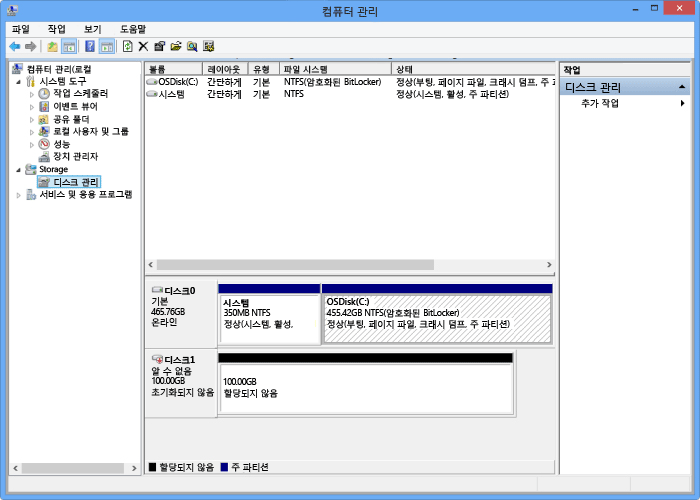 컴퓨터 관리
파일 작업 보기 도움말
컴퓨터 관리(로컬
시스템 도구
작업 스케줄러
이벤트 뷰어
공유 폴더
로컬 사용자 및 그룹
성능
장치 관리자
Storage
디스크 관리
서비스 및 응용 프로그램
볼륨 레이아웃 유형 파일 시스템 상태
OSDisk(C:) 간단하게 기본 NTFS(암호화된 BitLocker) 정상(부팅, 페이지 파일, 크래시 덤프, 주 파
시스템 간단하게 기본 NTFS 정상(시스템, 활성, 주 파티션)
디스크0
기본
465.76GB
온라인
시스템
350MB NTFS
정상(시스템, 활성,
OSDisk(C:)
455.42GB NTFS(암호화된 BitLocker)
정상(부팅, 페이지 파일, 크래시 덤프, 주 파티션)
디스크1
알 수 없음
100.00GB
초기화되지 않음
100.00GB
할당되지 않음
할당되지 않음 주 파티션
작업
디스크 관리
추가 작업